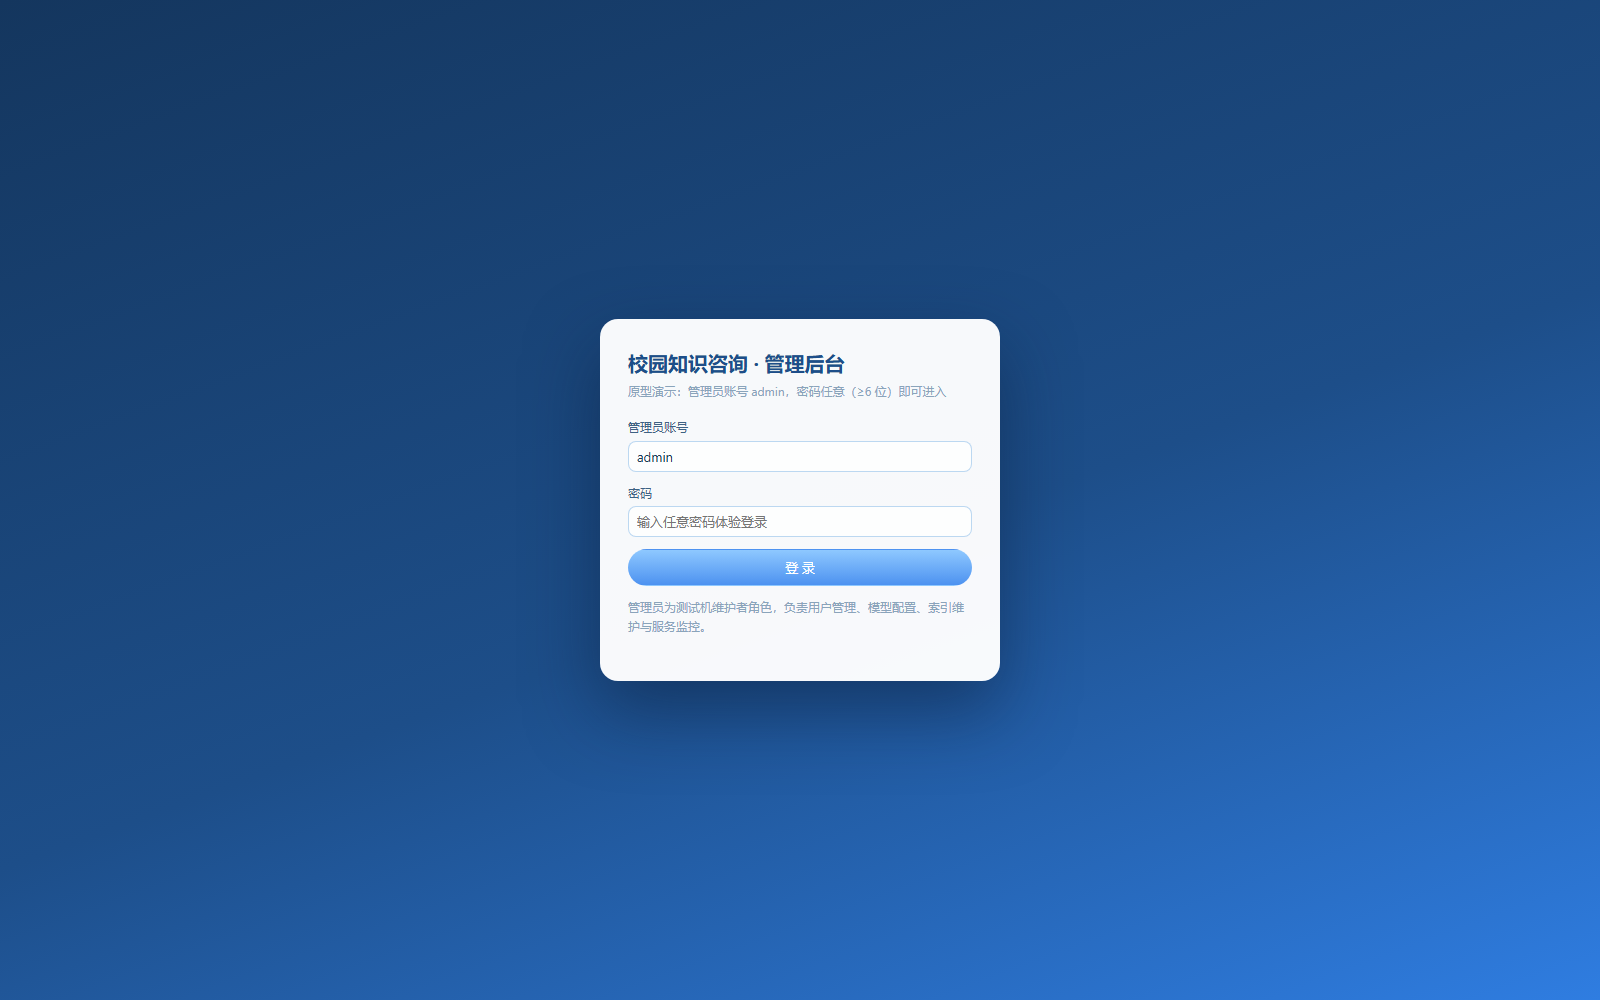 校园知识咨询 · 管理后台
原型演示：管理员账号 admin，密码任意（≥6 位）即可进入
管理员账号
admin
密码
输入任意密码体验登录
登 录
管理员为测试机维护者角色，负责用户管理、模型配置、索引维
护与服务监控。